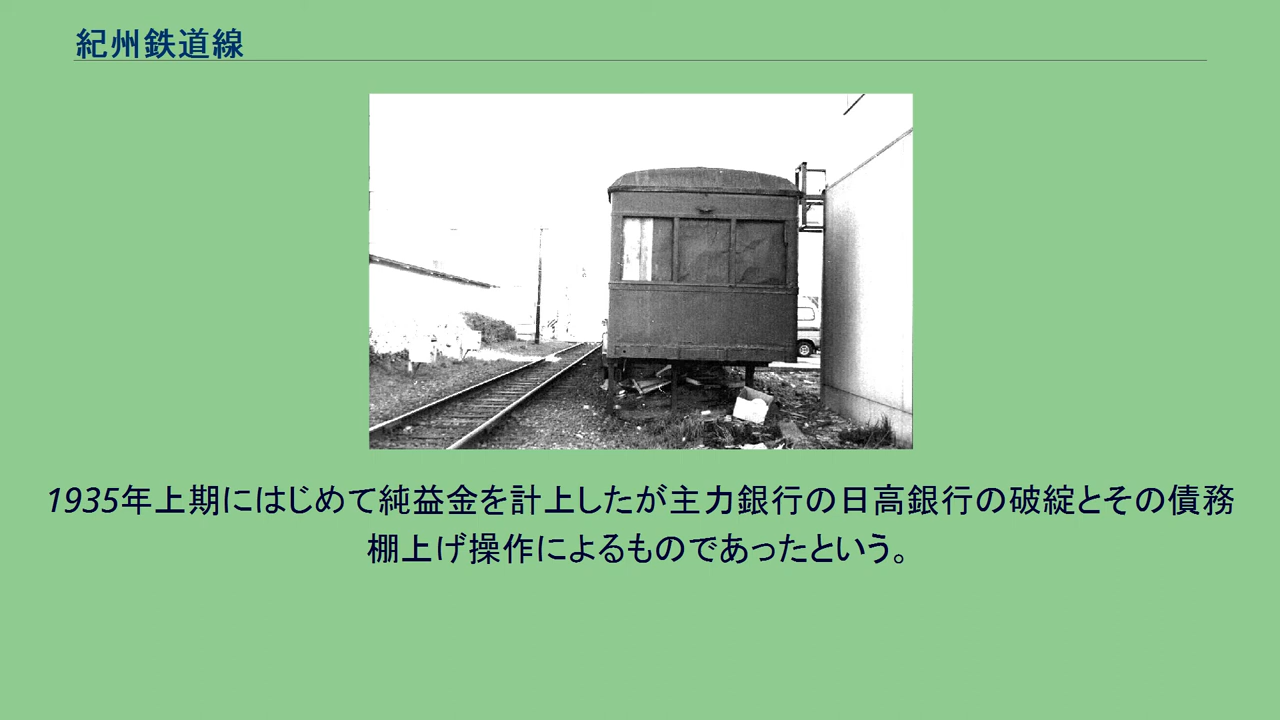 紀州鉄道線
1935年上期にはじめて純益金を計上したが主力銀行の日高銀行の破綻とその債務
棚上げ操作によるものであったという。